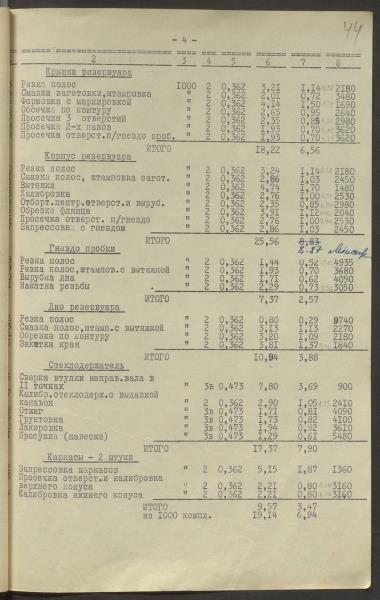 44
- 4 -
2 3 4 5 6 7 8
Крышка резервуара
Резка полос 1000 2 0,362 3,21 1,14 2180
Смазка заготовки,штамповка " 2 0,362 2,01 0,72 3480
Формовка с маркировкой " 2 0,362 4,14 1,50 1690
Обсечка по контуру " 2 0,362 2,65 0,95 2640
Просечка 3 отверстий " 2 0,362 2,35 0,85 2980
Просечка 2-х пазов " 2 0,362 1,93 0,70 3620
Просечка отверст.п/гнездо проб. " 2 0,362 1,93 0,70 3620
ИТОГО 18,22 6,56
Корпус резервуара
Резка полос " 2 0,362 3,24 1,14 2180
Смазка полос, штамповка загот. " 2 0,362 2,86 1,03 2450
Вытяжка " 2 0,362 4,74 1,70 1480
Калибровка " 2 0,362 2,76 1,00 2530
Отборт.центр.отверст.и выруб. " 2 0,362 2,35 0,85 2980
Обрезка фланца " 2 0,362 3,91 1,12 2040
Просечка отверст. п/гнездо " 2 0,362 2,76 1,00 2530
Запрессовка с гнездом " 2 0,362 2,86 1,03 2450
ИТОГО 25,56 8,83
8.87
Гнездо пробки
Резка полос " 2 0,362 1,44 0,52 4935
Резка полос,штампов.с вытяжкой " 2 0,362 1,93 0,70 3680
Вырубка дна " 2 0,362 1,71 0,62 4090
Накатка резьбы " 2 0,362 2,29 0,73 3050
ИТОГО 7,37 2,57
Дно резервуара
Резка полос " 2 0,362 0,80 0,29 8740
Смазка полос,штамп.с вытяжкой " 2 0,362 3,13 1,13 2270
Обрезка по контуру " 2 0,362 3,20 1,09 2180
Закатка края " 2 0,362 3,81 1,37 1840
ИТОГО 10,94 3,88
Стеклодержатель
Сварка втулки направ.вала в
11 точках " 3в 0,473 7,80 3,69 900
Калибр.стеклодерж.с выдавкой
канавок " 2 0,362 2,90 1,05 2410
Отжиг " 3в 0,473 1,71 0,81 4090
Грунтовка " 3в 0,473 1,73 0,82 4100
Лакировка " 3в 0,473 1,94 0,92 3610
Просушка (навеска) " 3в 0,473 1,29 0,61 5480
ИТОГО 17,37 7,90
Каркасы - 2 штуки
Запрессовка каркасов " 2 0,362 5,15 1,87 1360
Просечка отверст.и калибровка
верхнего конуса " 2 0,362 2,21 0,80 3160
Калибровка нижнего конуса " 2 0,362 2,21 0,80 3160
ИТОГО 9,57 3,47
на 1000 компл. 19,14 6,94